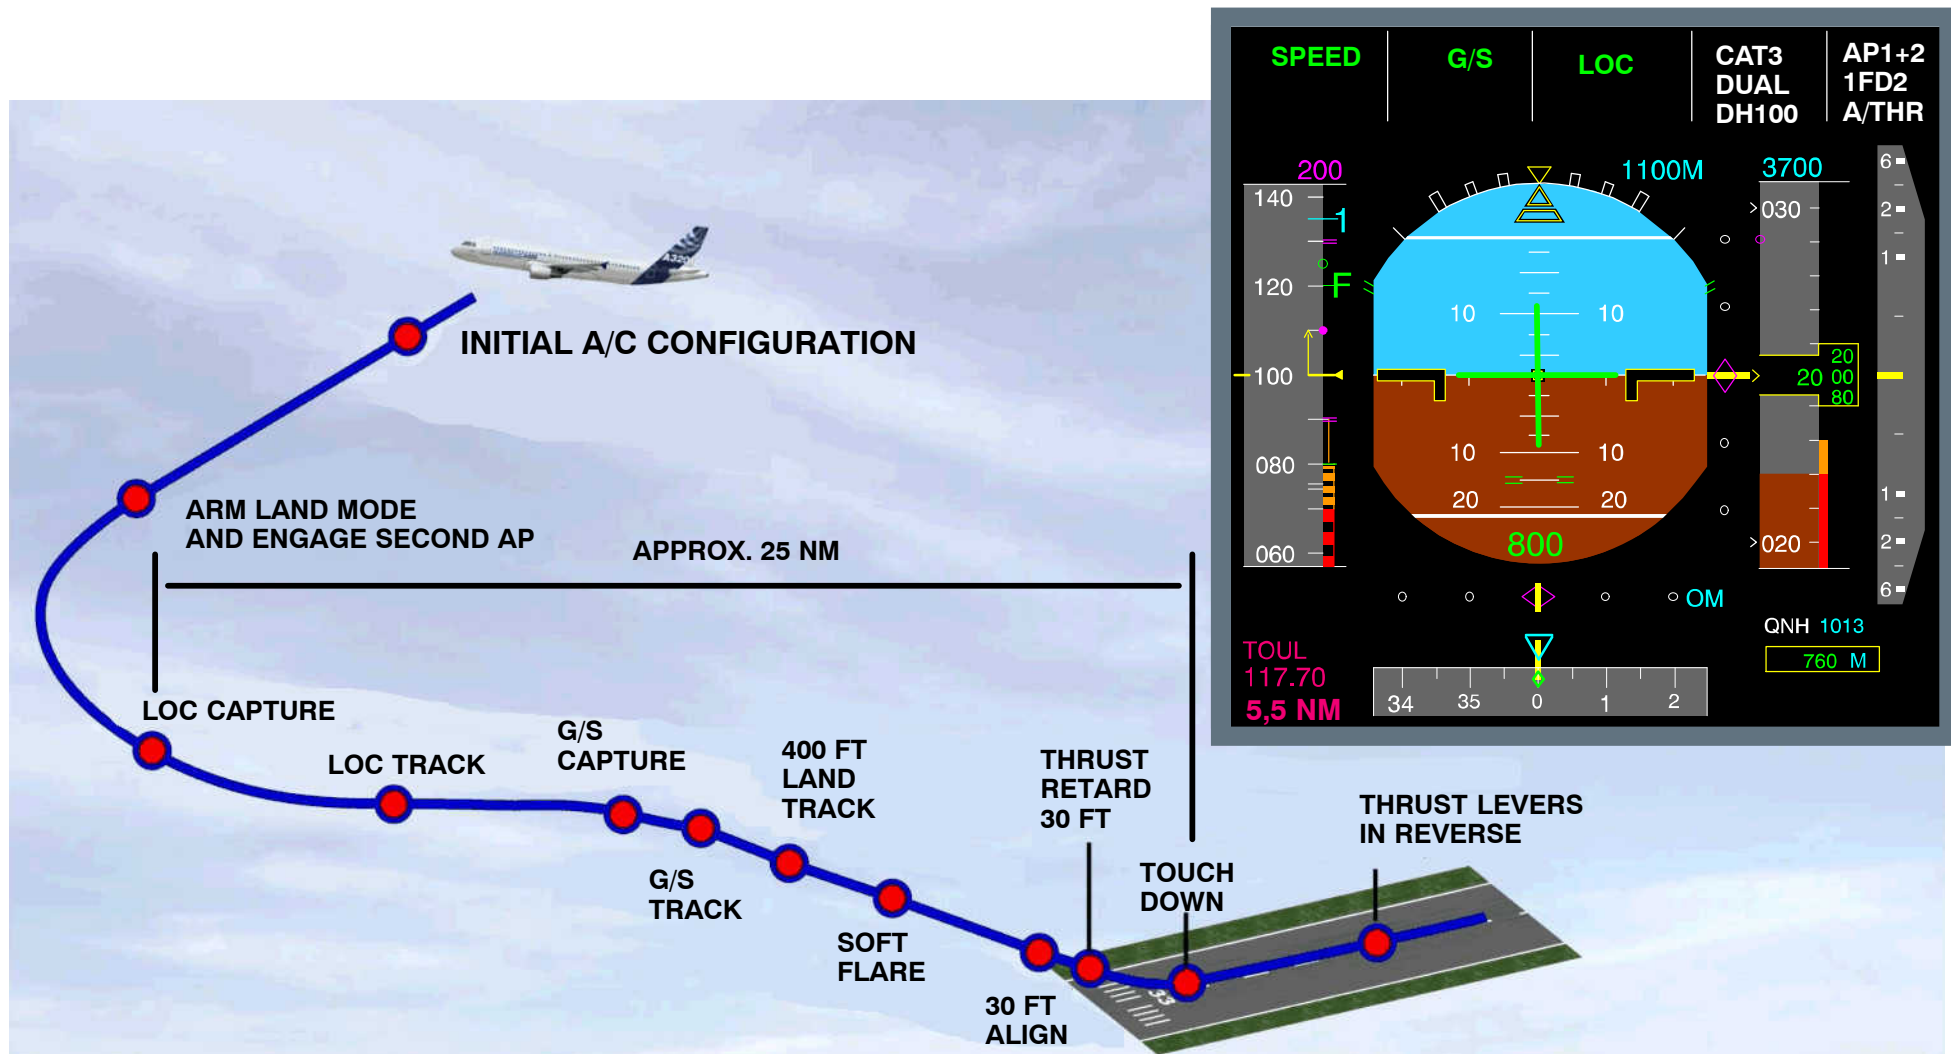 SPEED
G/S
LOC
CAT3
DUAL
DH100
AP1+2
1FD2
A/THR
200
140
120
100
080
060
1
F
1100M
10 10
10 10
20 20
800
3700
030
20
20 00
80
020
6
2
1
1
2
6
OM
QNH 1013
760 M
TOUL
117.70
5,5 NM
34 35 0 1 2
A320
INITIAL A/C CONFIGURATION
ARM LAND MODE
AND ENGAGE SECOND AP
APPROX. 25 NM
LOC CAPTURE
LOC TRACK
G/S
CAPTURE
G/S
TRACK
400 FT
LAND
TRACK
SOFT
FLARE
30 FT
ALIGN
THRUST
RETARD
30 FT
TOUCH
DOWN
THRUST LEVERS
IN REVERSE
33